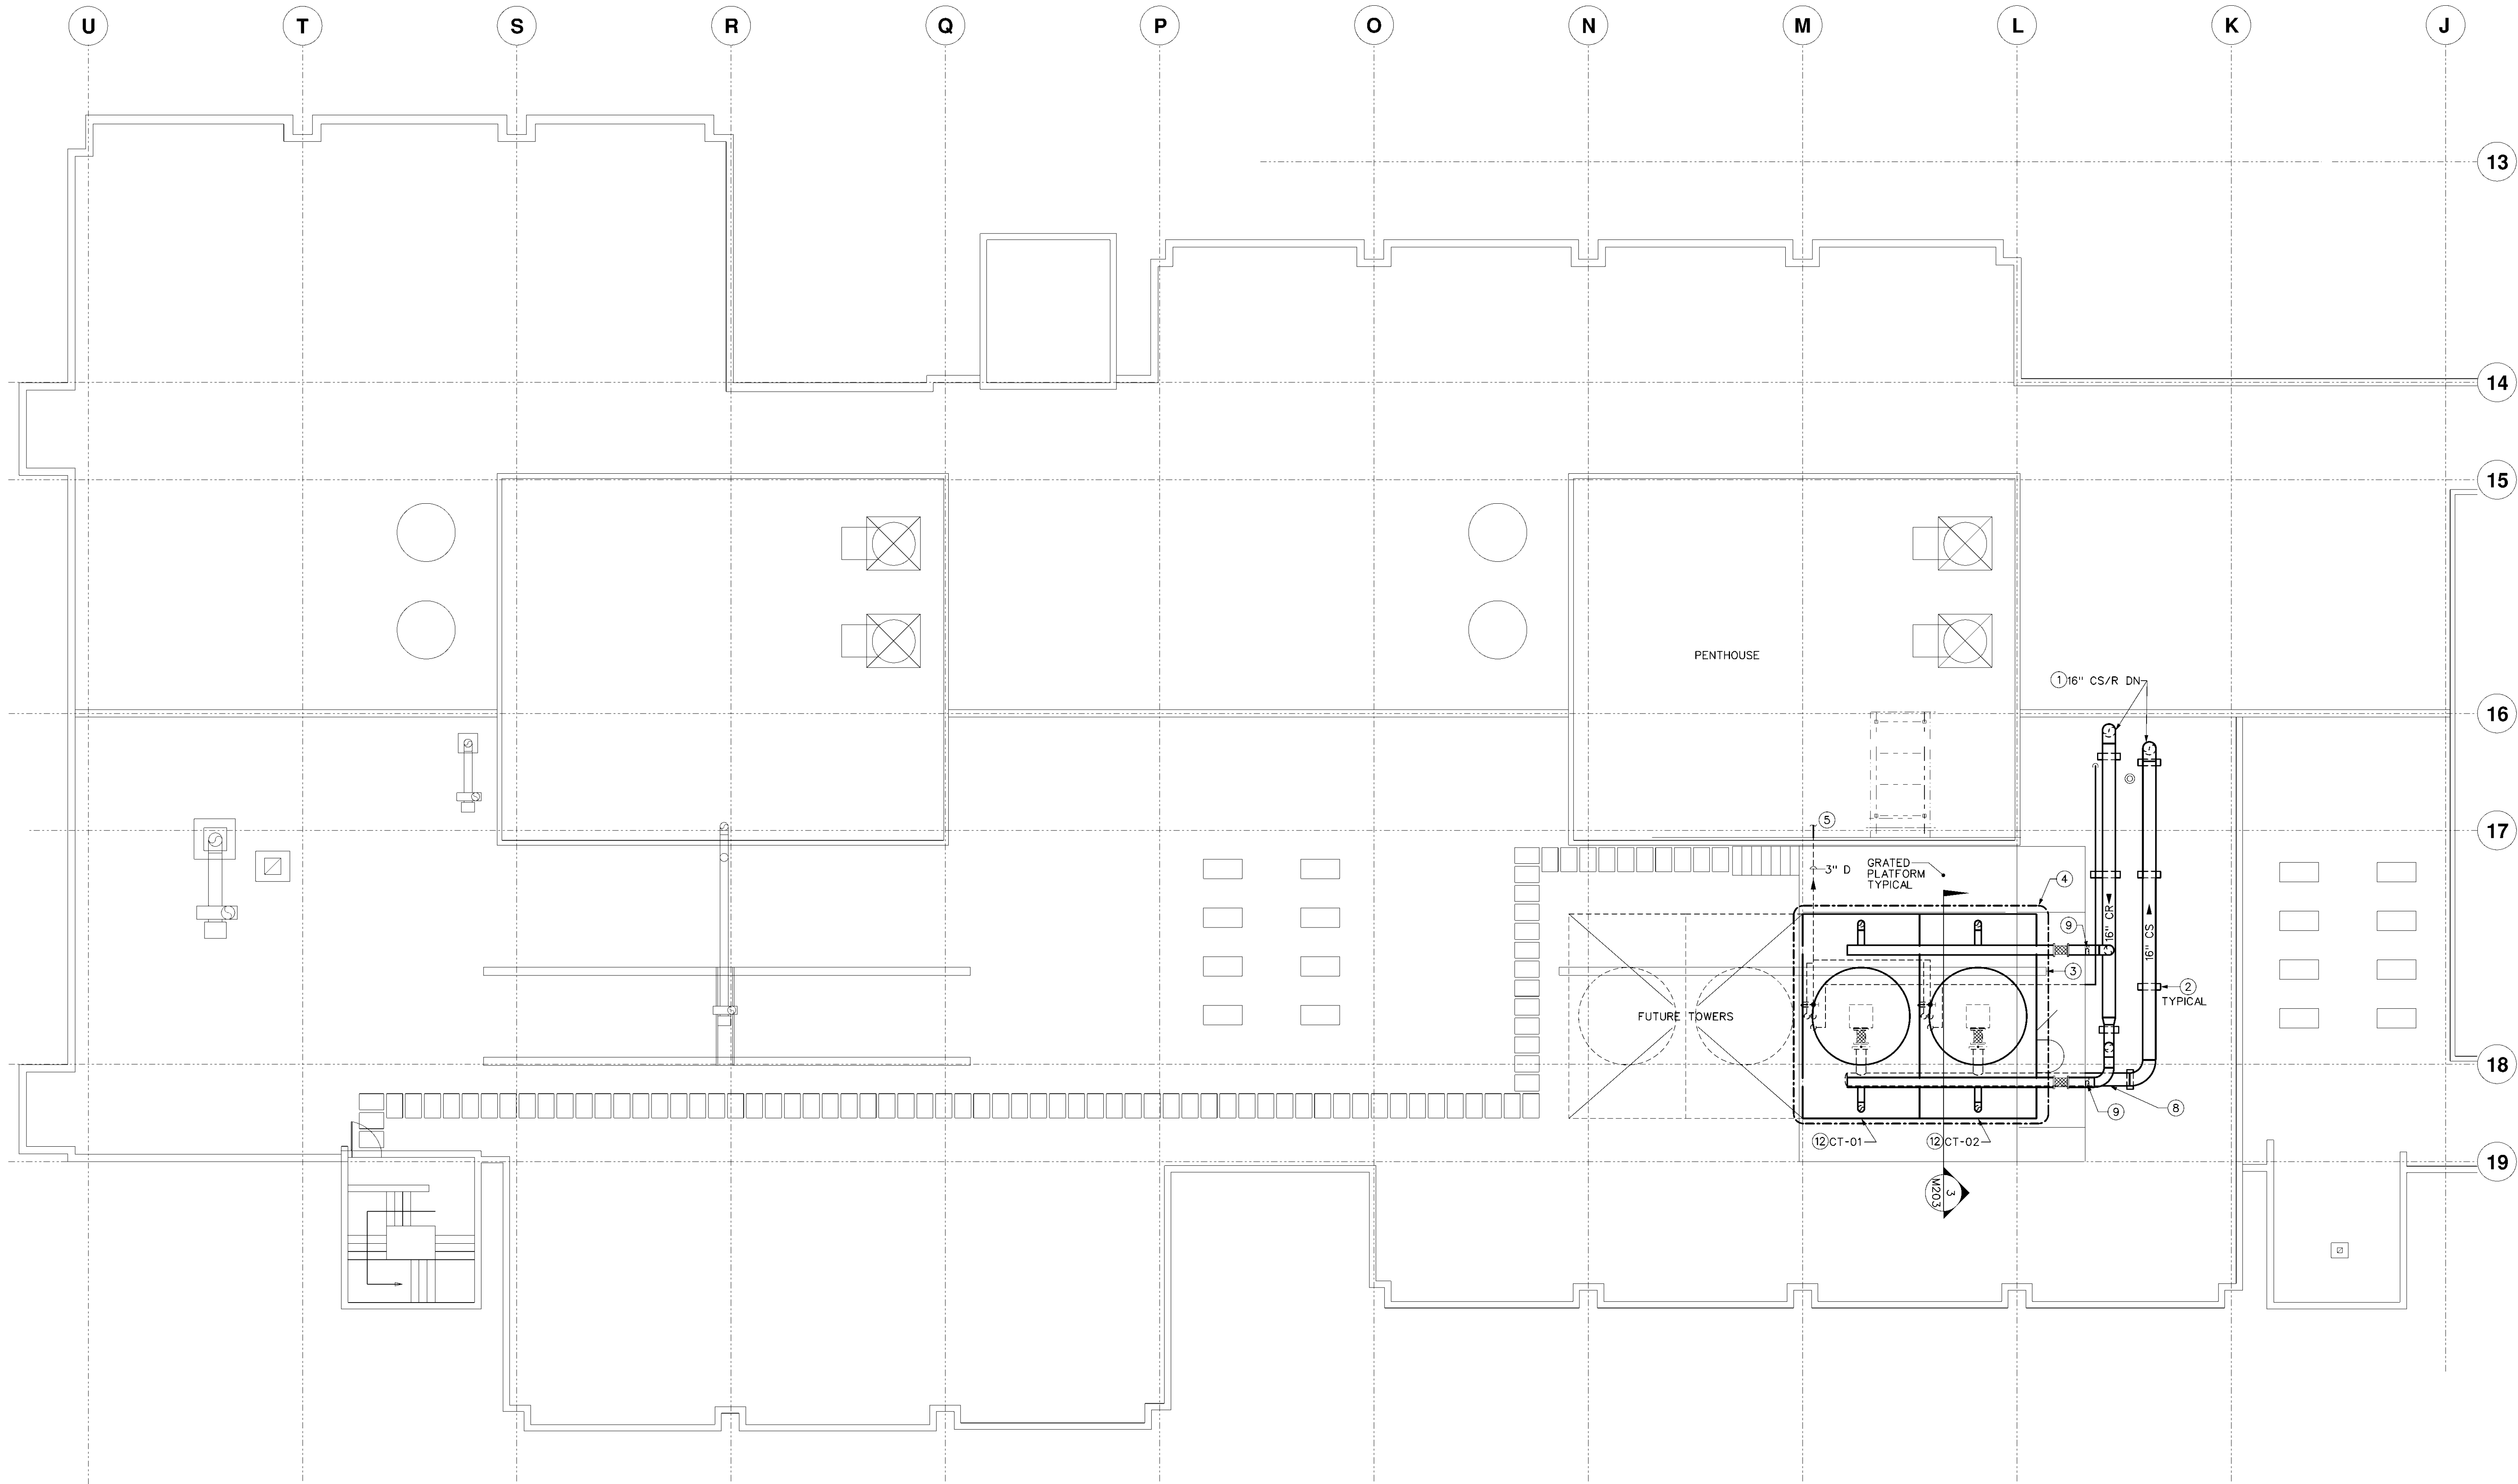 U T S R Q P O N M L K J
13
14
15
PENTHOUSE
1 16" CS/R DN
16
5
17
3" D
GRATED
PLATFORM
TYPICAL
4
9
16" CR
16" CS
3
2
TYPICAL
FUTURE TOWERS
18
9
8
12 CT-01
12 CT-02
19
3
M203